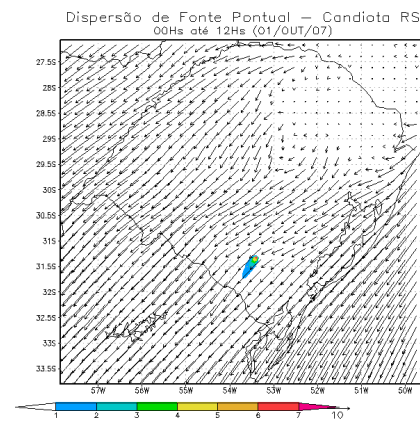 Dispersão de Fonte Pontual – Candiota RS
00Hs até 12Hs (01/OUT/07)
27.5S
28S
28.5S
29S
29.5S
30S
30.5S
31S
31.5S
32S
32.5S
33S
33.5S
57W 56W 55W 54W 53W 52W 51W 50W
1 2 3 4 5 6 7 10